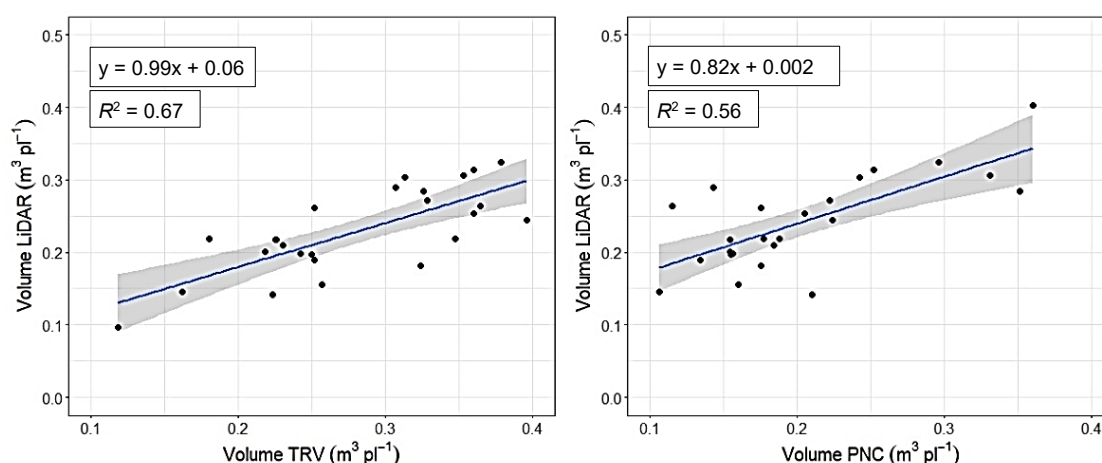 0.5
0.4
0.3
0.2
0.1
0.0
Volume LiDAR (m³ pl⁻¹)
y = 0.99x + 0.06
R² = 0.67
0.1 0.2 0.3 0.4
Volume TRV (m³ pl⁻¹)
0.5
0.4
0.3
0.2
0.1
0.0
Volume LiDAR (m³ pl⁻¹)
y = 0.82x + 0.002
R² = 0.56
0.1 0.2 0.3 0.4
Volume PNC (m³ pl⁻¹)